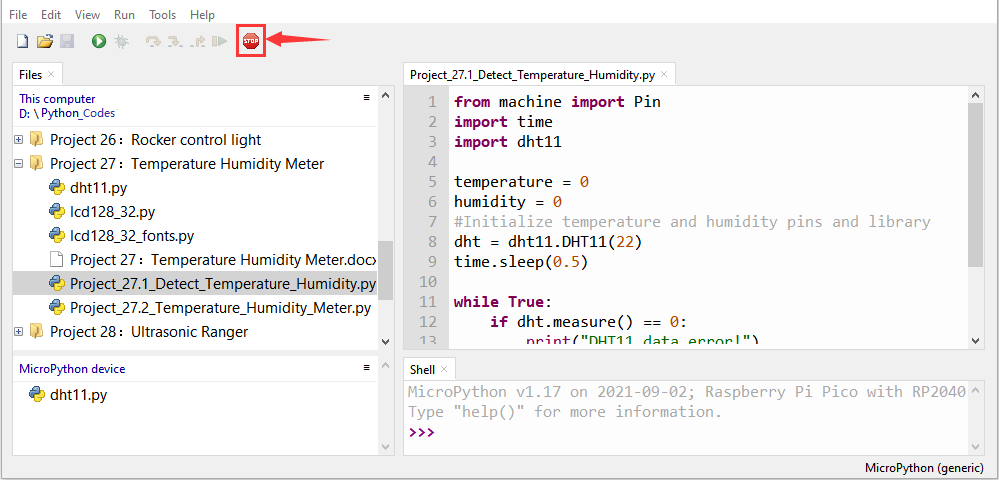 File Edit View Run Tools Help
STOP
Files ×
This computer
D: \ Python_Codes
Project 26：Rocker control light
Project 27：Temperature Humidity Meter
dht11.py
lcd128_32.py
lcd128_32_fonts.py
Project 27：Temperature Humidity Meter.docx
Project_27.1_Detect_Temperature_Humidity.py
Project_27.2_Temperature_Humidity_Meter.py
Project 28：Ultrasonic Ranger
MicroPython device
dht11.py
Project_27.1_Detect_Temperature_Humidity.py ×
1 from machine import Pin
2 import time
3 import dht11
4
5 temperature = 0
6 humidity = 0
7 #Initialize temperature and humidity pins and library
8 dht = dht11.DHT11(22)
9 time.sleep(0.5)
10
11 while True:
12 if dht.measure() == 0:
13 print("DHT11 data error!")
Shell ×
MicroPython v1.17 on 2021-09-02; Raspberry Pi Pico with RP2040
Type "help()" for more information.
>>>
MicroPython (generic)